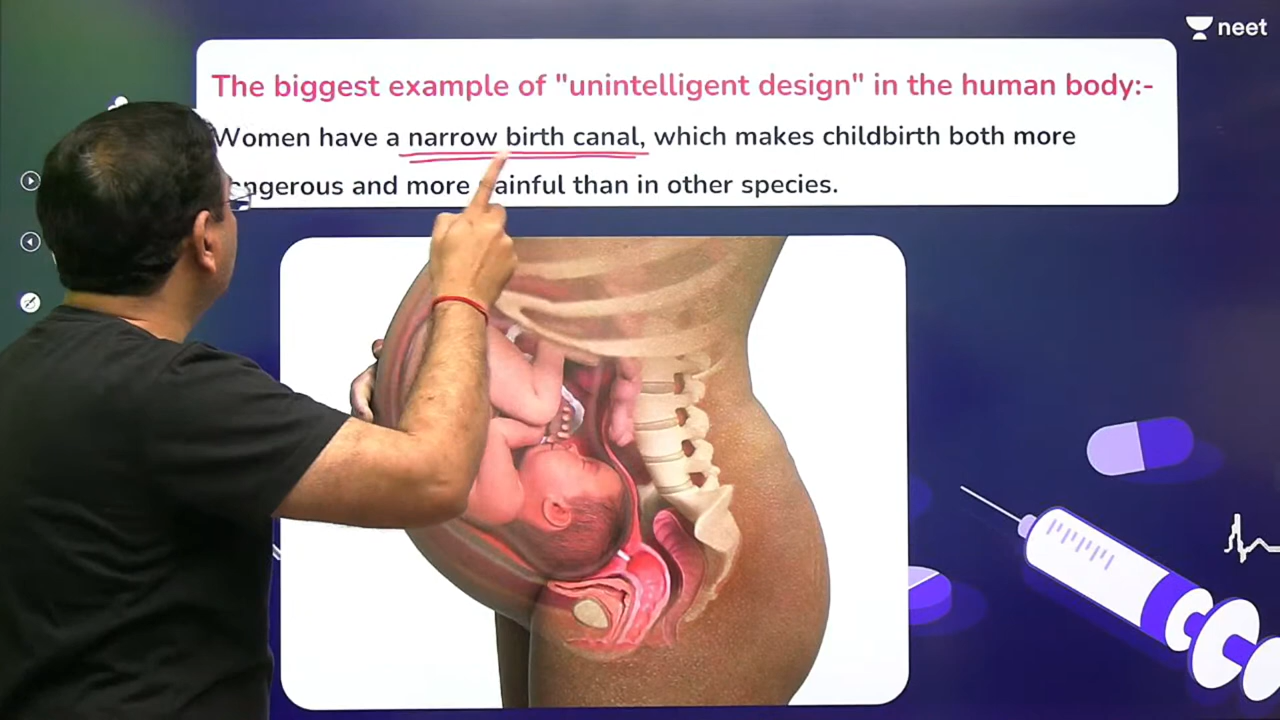 neet
The biggest example of "unintelligent design" in the human body:-
Women have a narrow birth canal, which makes childbirth both more
and more than in other species.